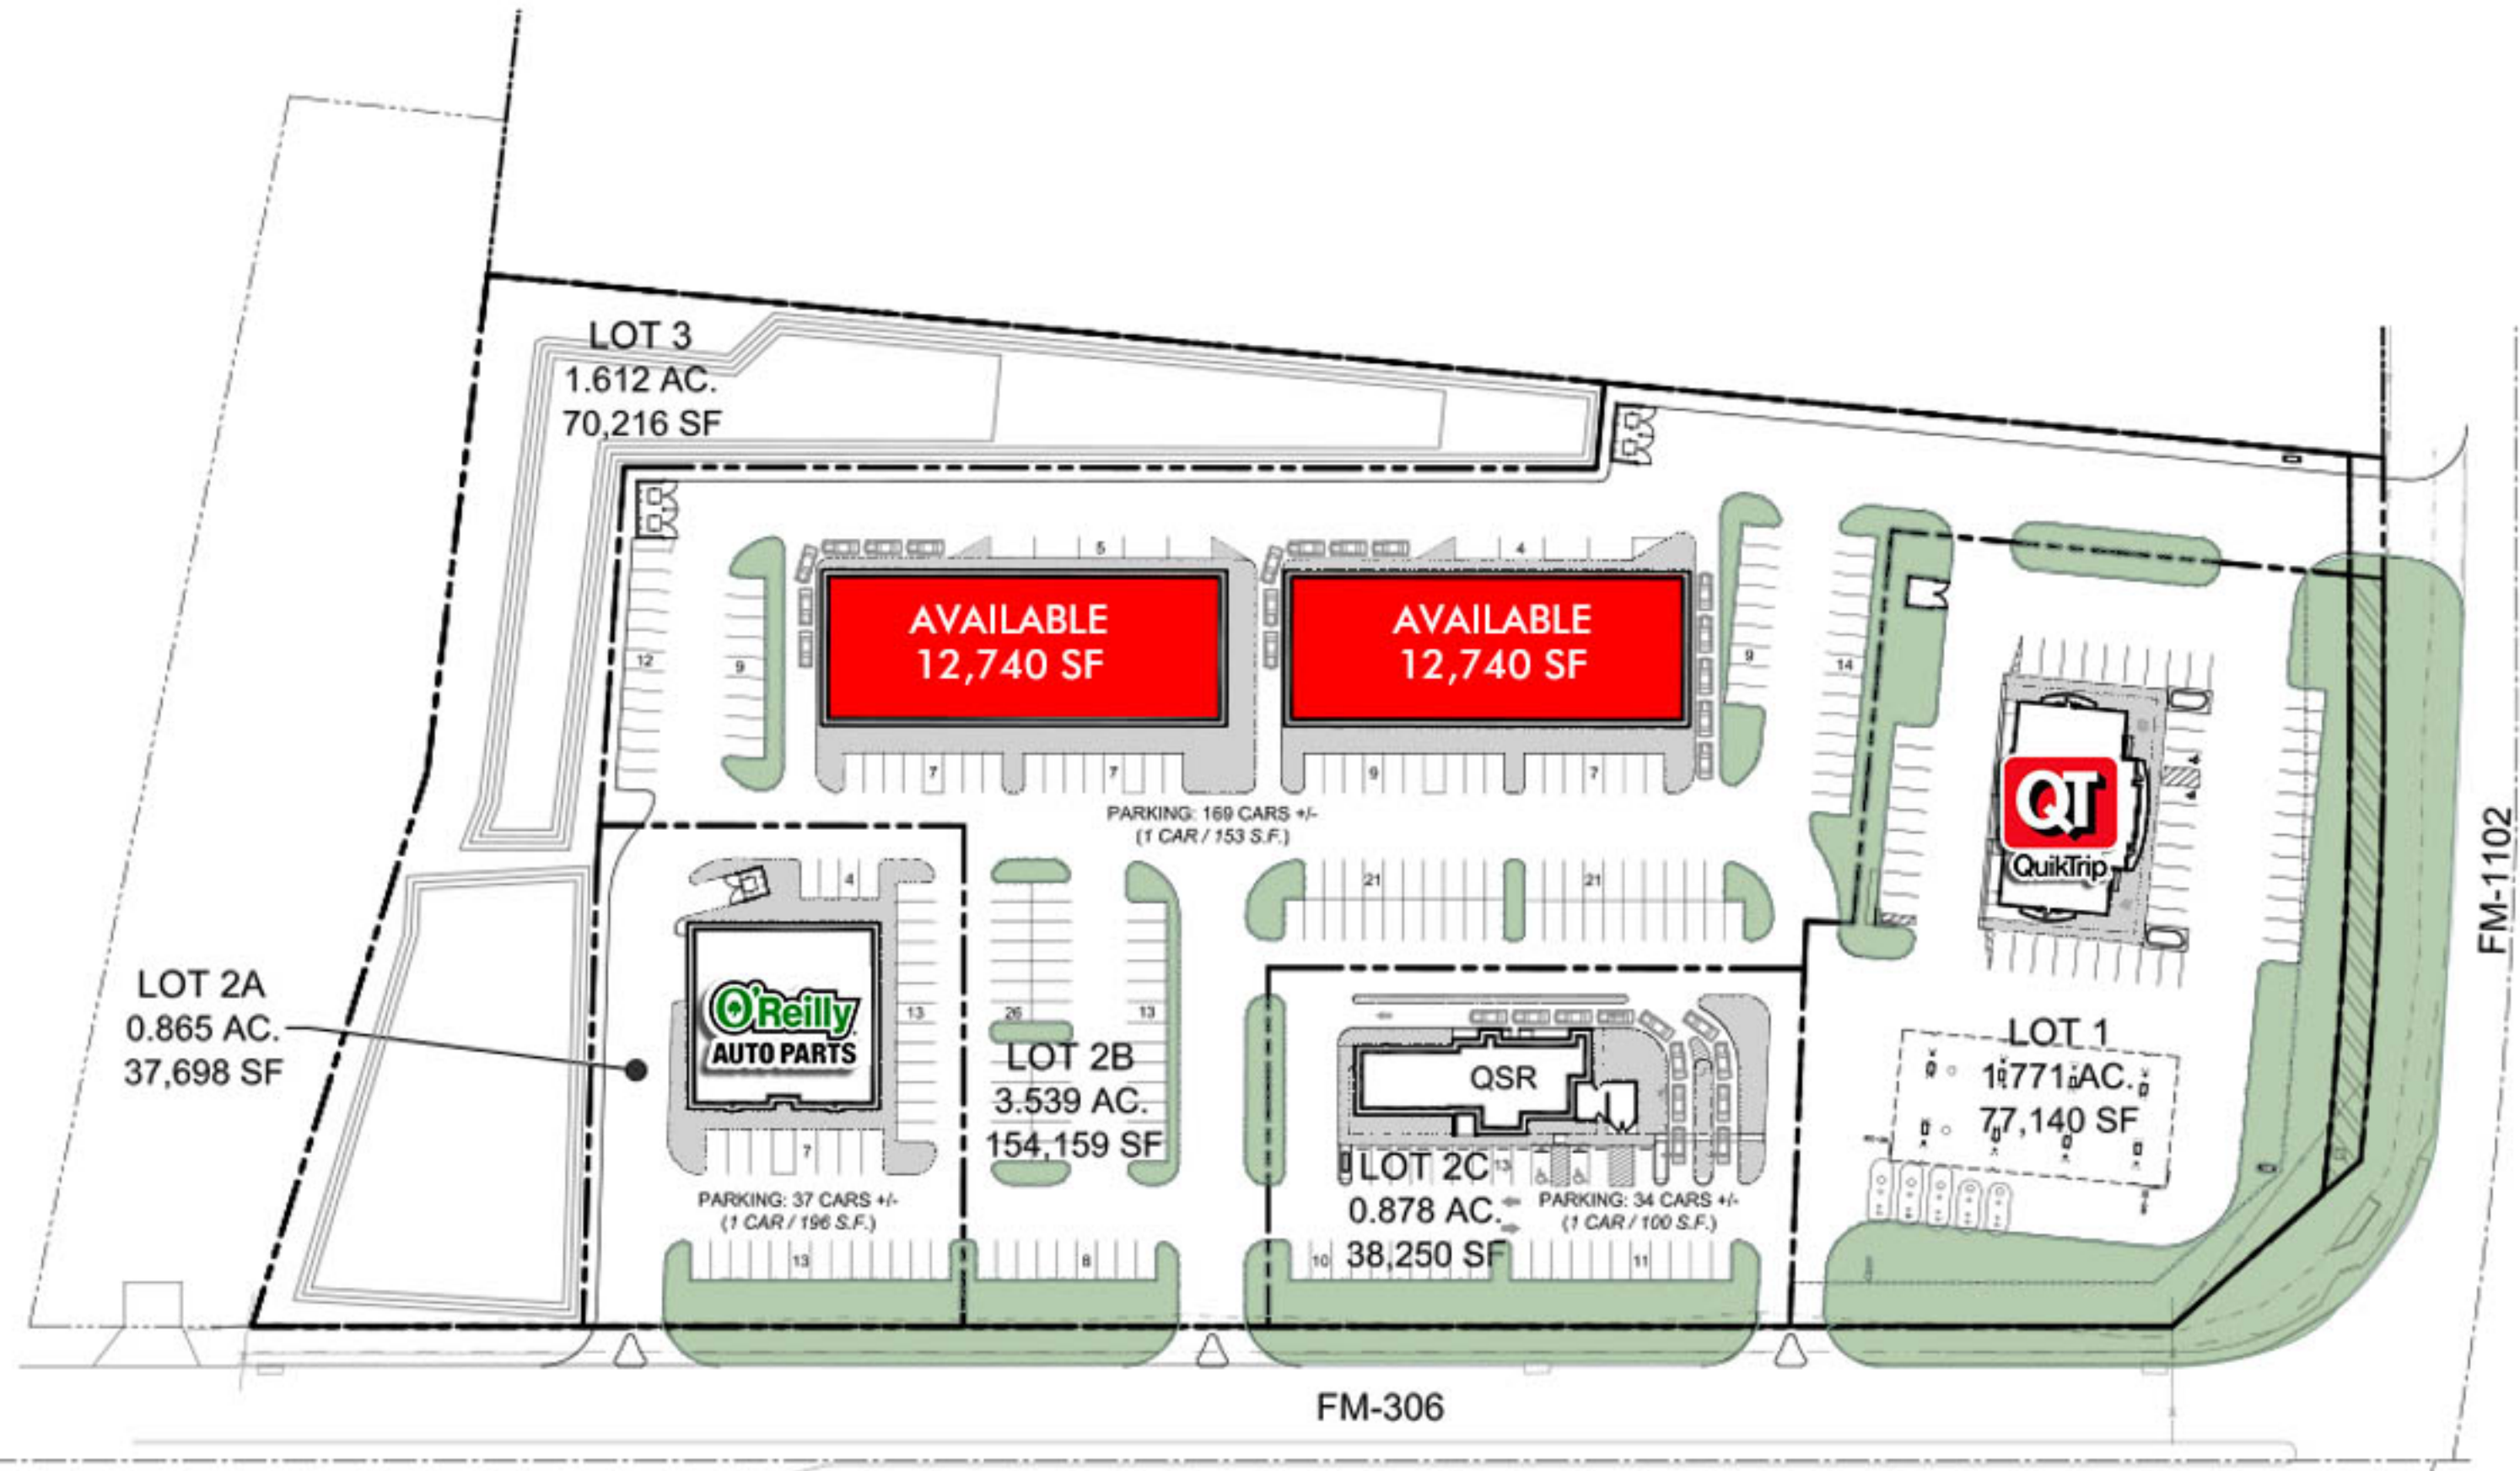 LOT 3
1.612 AC.
70,216 SF
5
4
AVAILABLE
12,740 SF
AVAILABLE
12,740 SF
12
9
9
14
7
7
9
7
PARKING: 169 CARS +/-
(1 CAR / 153 S.F.)
QT
QuikTrip
FM-1102
4
21
21
LOT 2A
0.865 AC.
37,698 SF
O'Reilly
AUTO PARTS
13
26
13
LOT 2B
3.539 AC.
154,159 SF
QSR
LOT 1
1.771 AC.
77,140 SF
7
PARKING: 37 CARS +/-
(1 CAR / 196 S.F.)
LOT 2C
0.878 AC.
38,250 SF
13
PARKING: 34 CARS +/-
(1 CAR / 100 S.F.)
13
8
10
11
FM-306